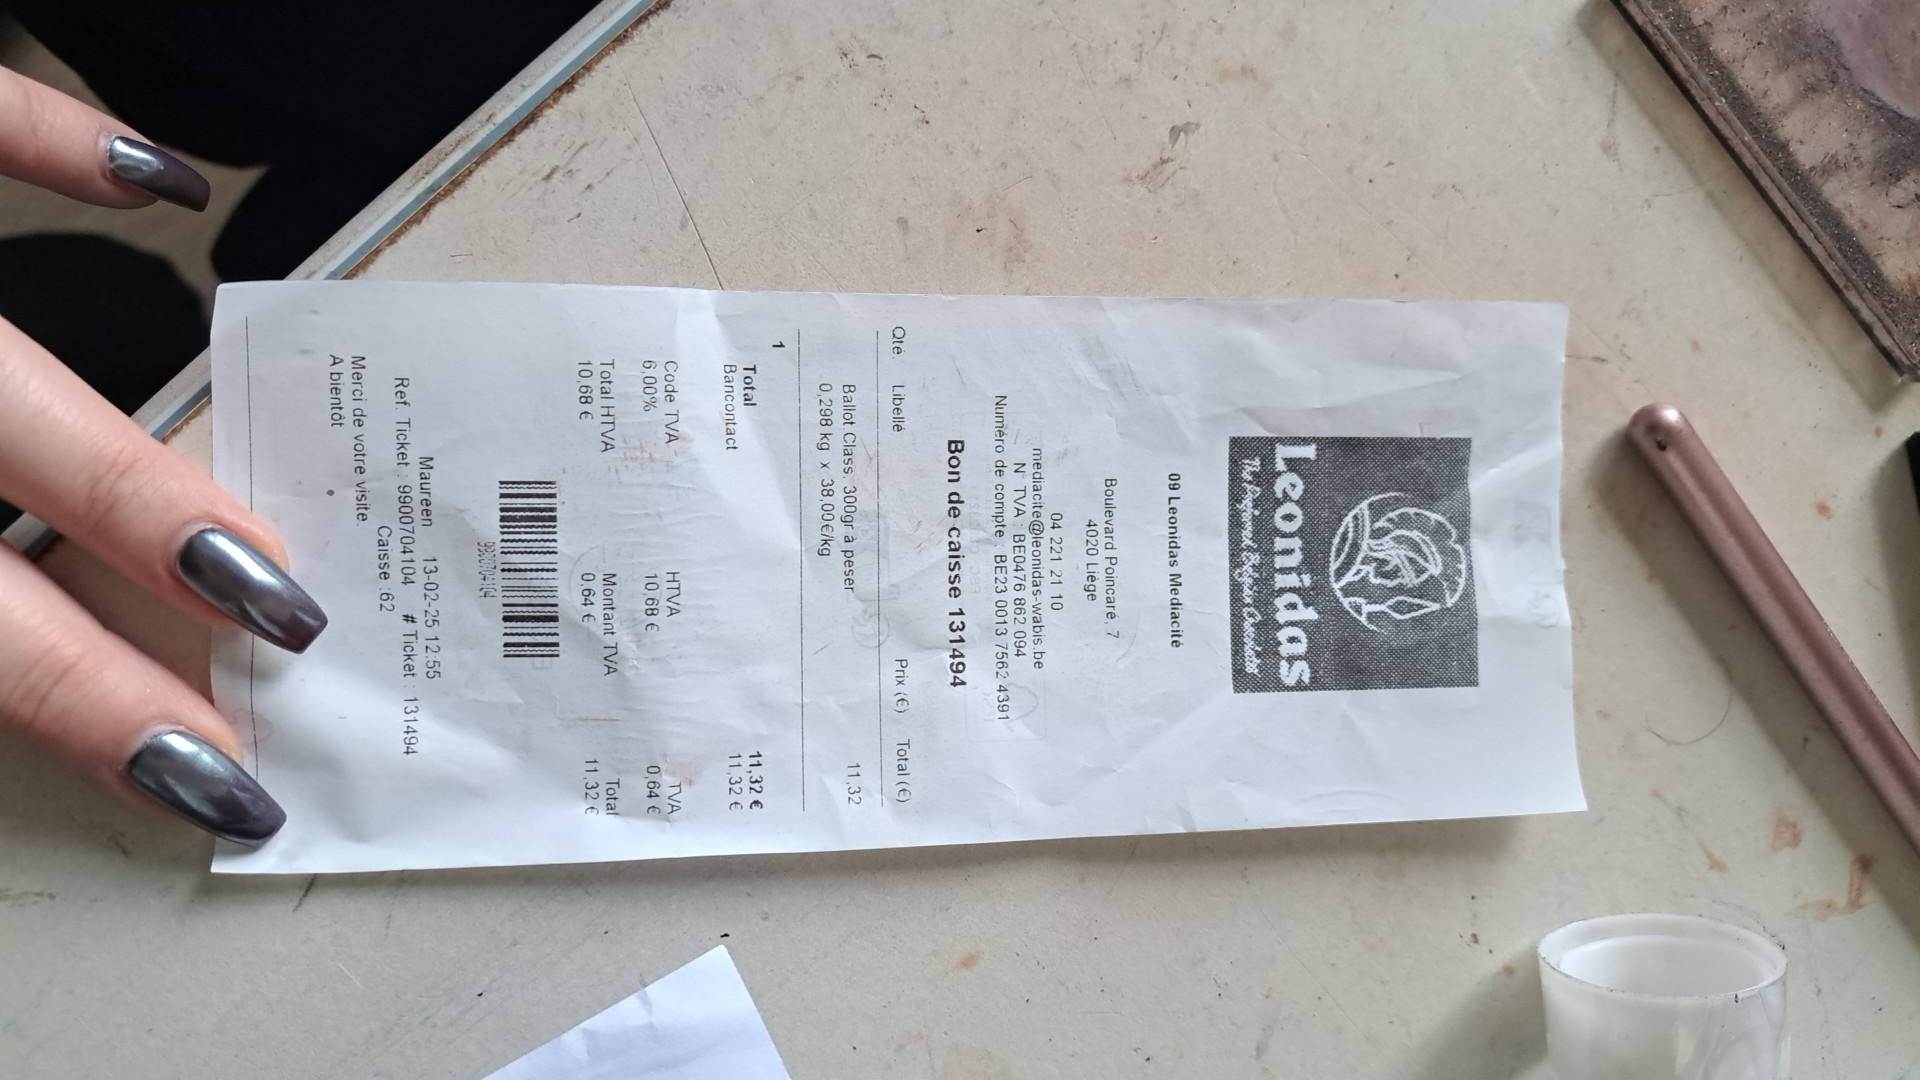 Leonidas
The Preferred Belgian Chocolates
09 Leonidas Mediacité
Boulevard Poincaré, 7
4020 Liège
04 221 21 10
mediacite@leonidas-wabis.be
N° TVA : BE0476 862 094
Numéro de compte : BE23 0013 7562 4391
Bon de caisse 131494
Qté. Libellé Prix (€) Total (€)
Ballot.Class. 300gr à peser 11,32
0,298 kg x 38,00€/kg
1
Total 11,32 €
Bancontact 11,32 €
Code TVA HTVA TVA
6,00% 10,68 € 0,64 €
Total HTVA Montant TVA Total
10,68 € 0,64 € 11,32 €
990704104
Maureen 13-02-25 12:55
Ref. Ticket : 9900704104 # Ticket : 131494
Caisse :62
Merci de votre visite.
A bientôt